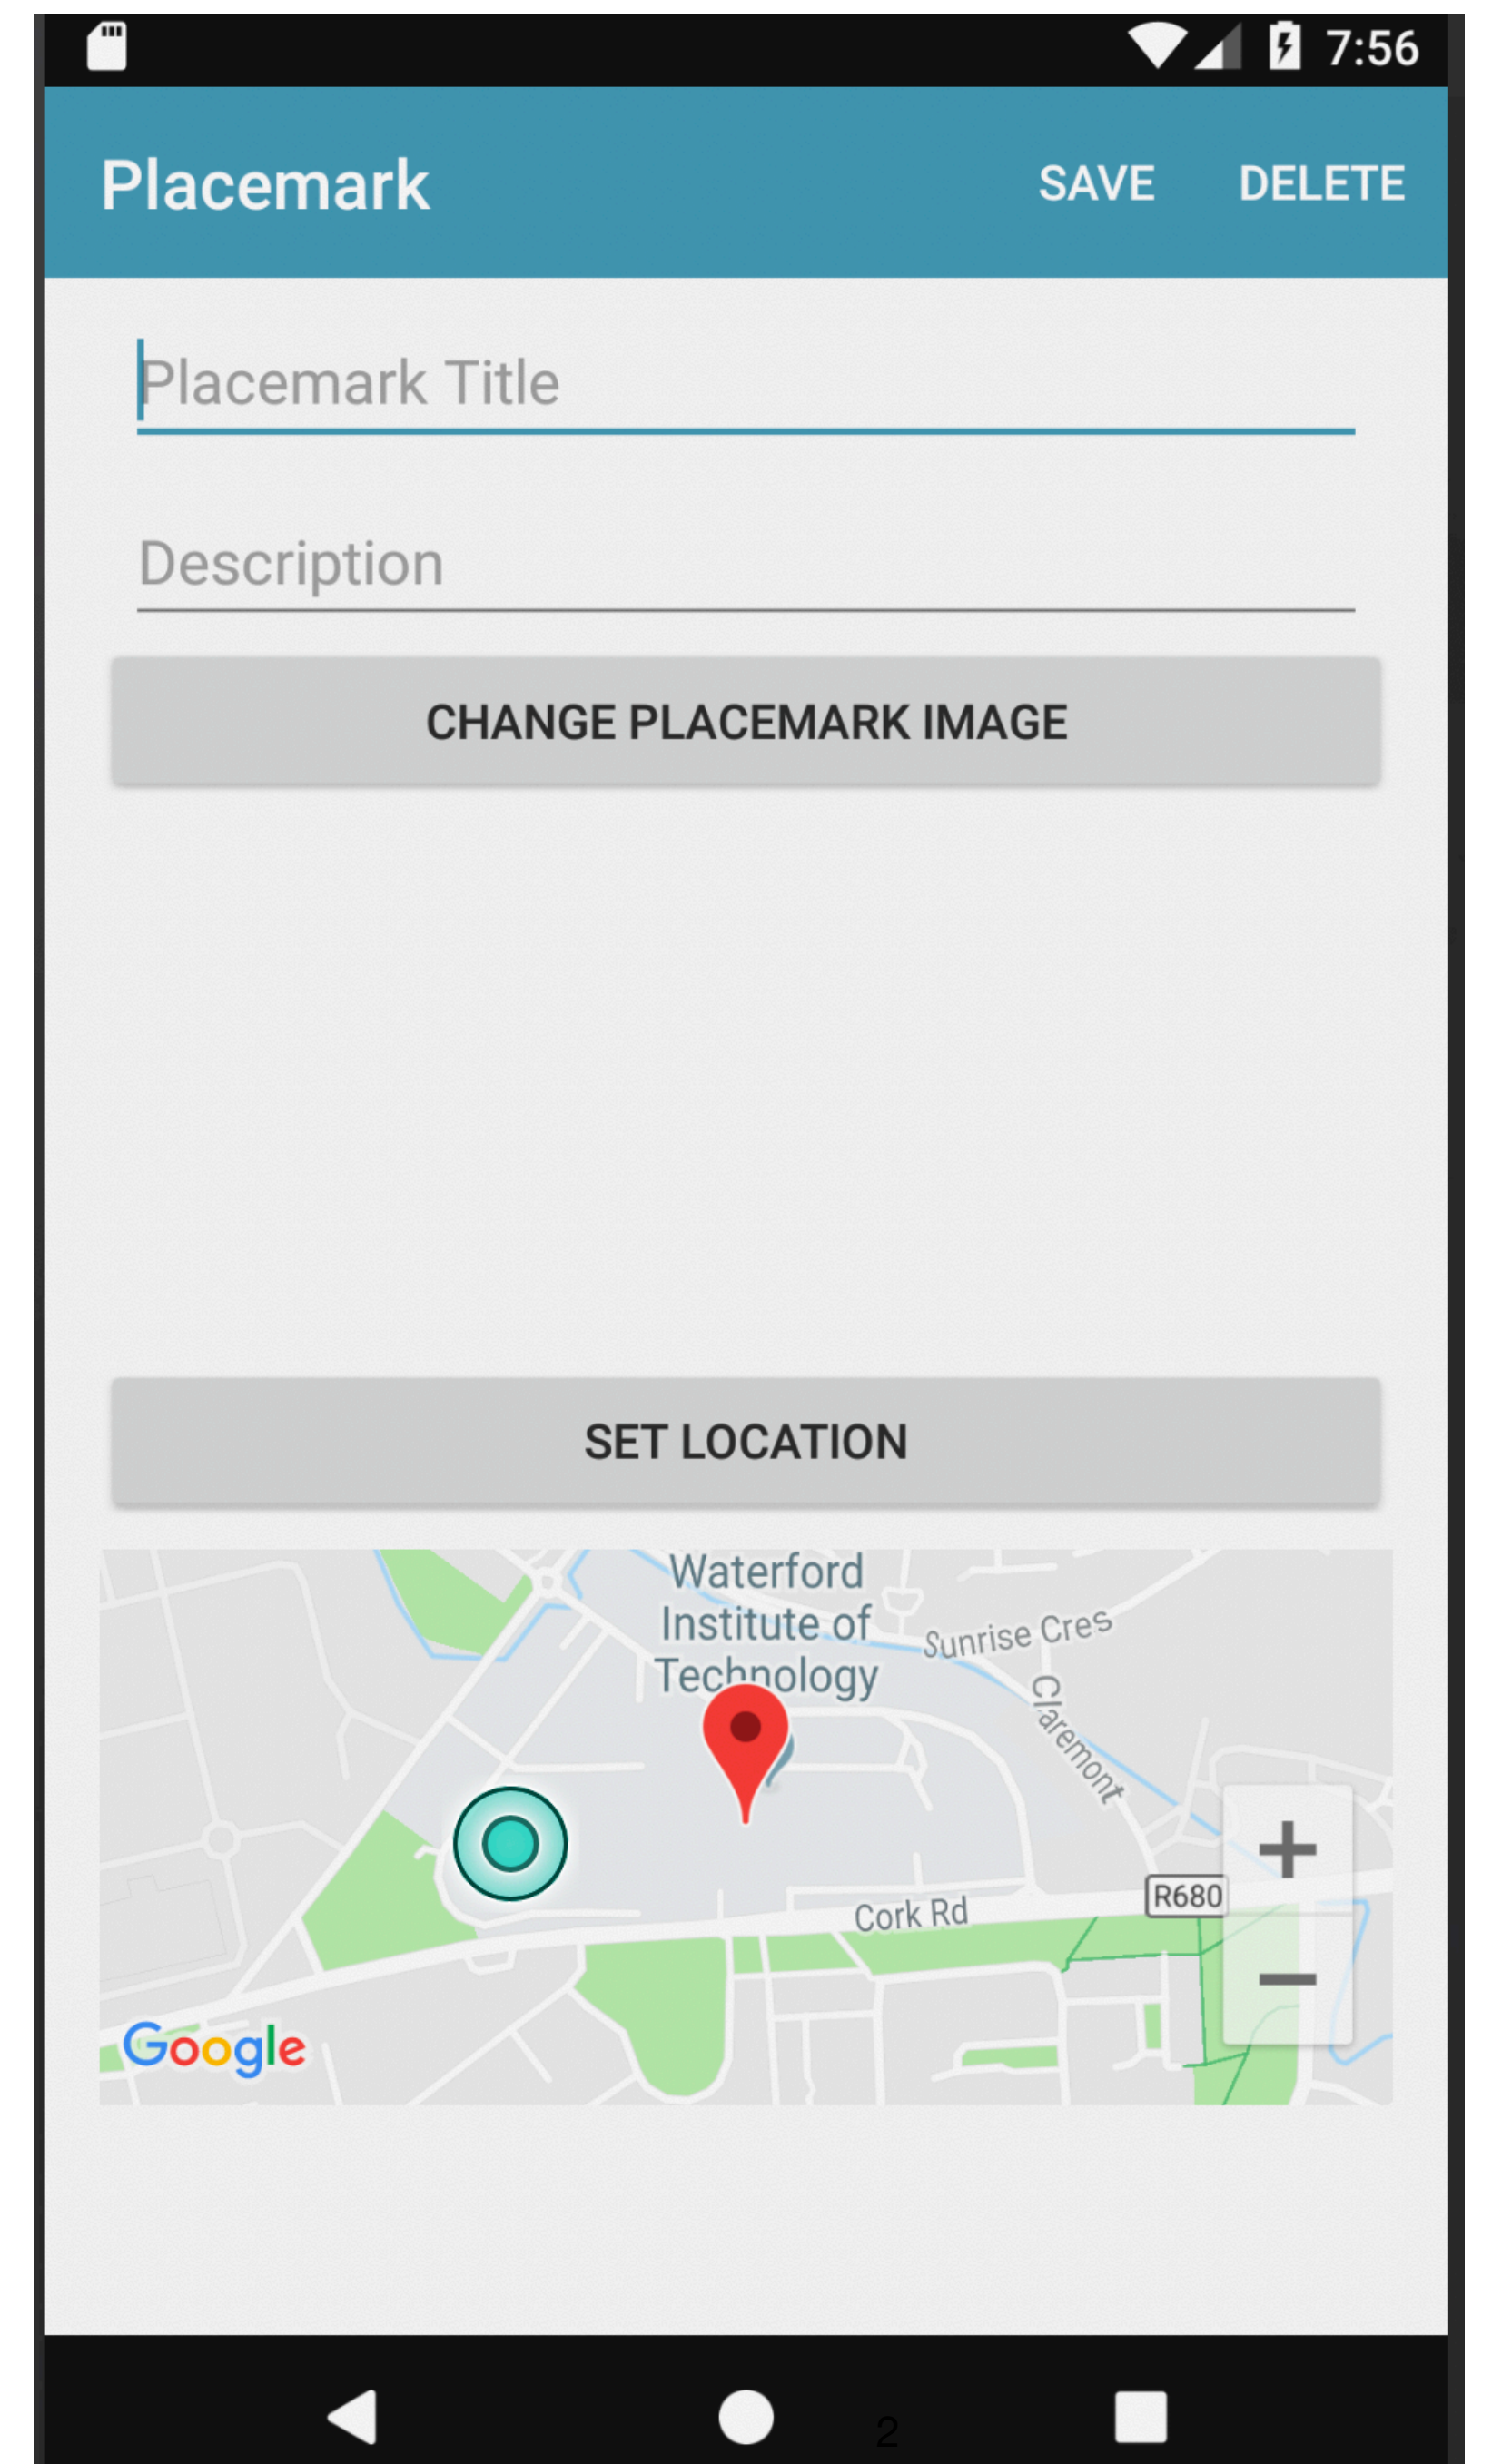 7:56
Placemark
SAVE
DELETE
Placemark Title
Description
CHANGE PLACEMARK IMAGE
SET LOCATION
Waterford
Institute of
Technology
Sunrise Cres
Claremont
R680
Cork Rd
Google
2